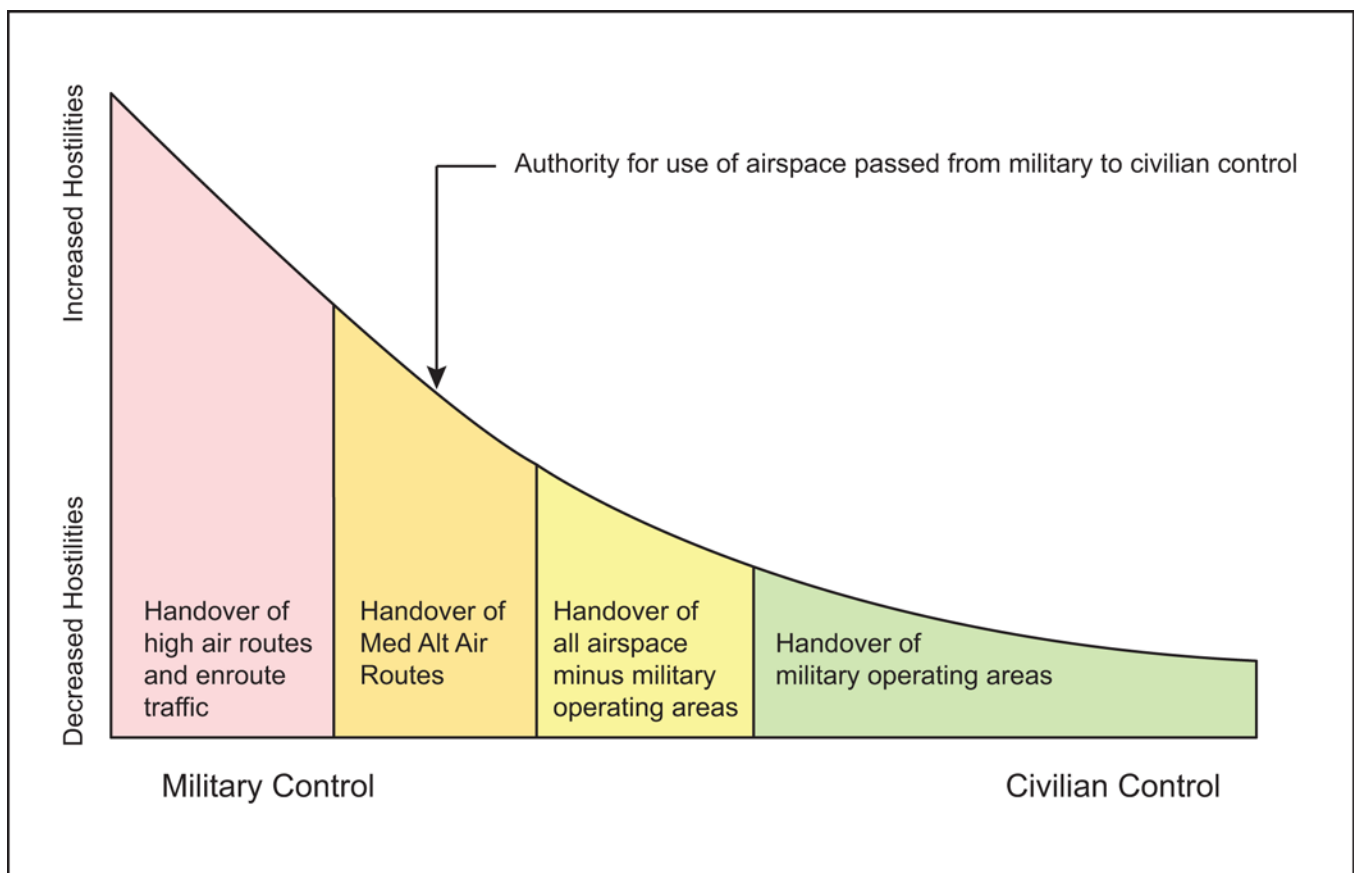 Increased Hostilities
Decreased Hostilities
Authority for use of airspace passed from military to civilian control
Handover of
high air routes
and enroute
traffic
Handover of
Med Alt Air
Routes
Handover of
all airspace
minus military
operating areas
Handover of
military operating areas
Military Control
Civilian Control